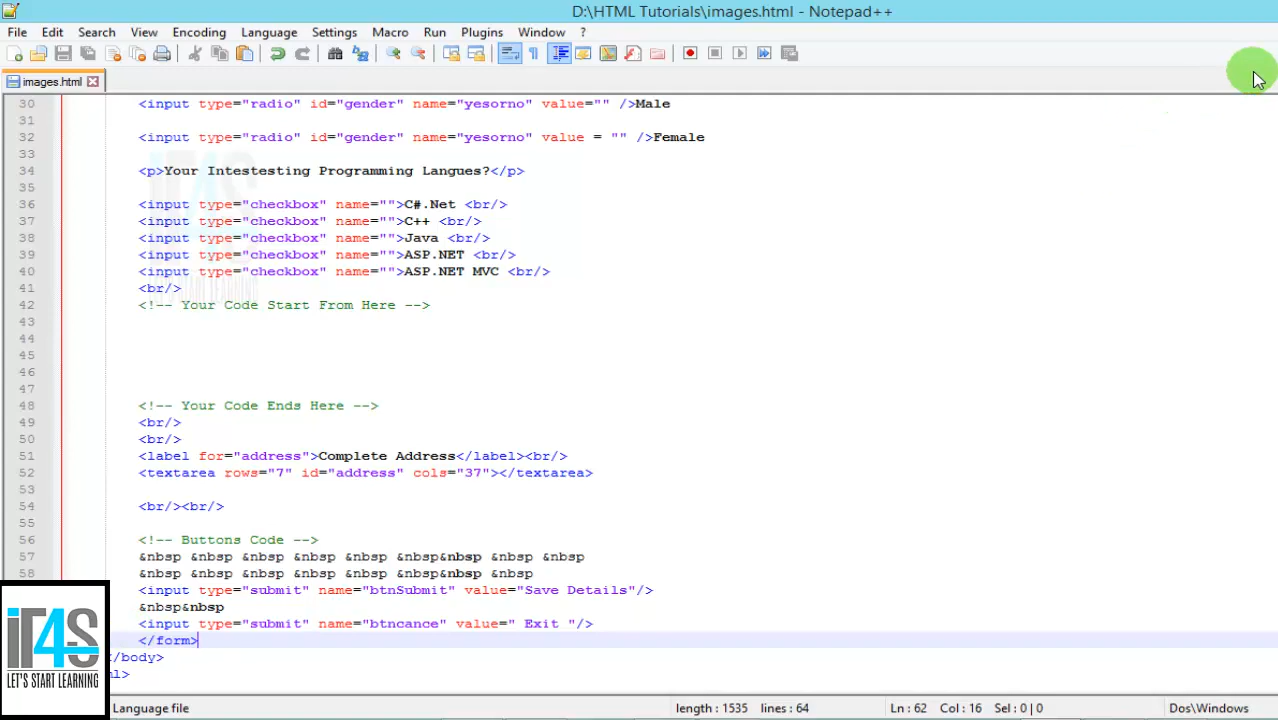 D:\HTML Tutorials\images.html - Notepad++
File Edit Search View Encoding Language Settings Macro Run Plugins Window ?
images.html
30 <input type="radio" id="gender" name="yesorno" value="" />Male
31
32 <input type="radio" id="gender" name="yesorno" value = "" />Female
33
34 <p>Your Intestesting Programming Langues?</p>
35
36 <input type="checkbox" name="">C#.Net <br/>
37 <input type="checkbox" name="">C++ <br/>
38 <input type="checkbox" name="">Java <br/>
39 <input type="checkbox" name="">ASP.NET <br/>
40 <input type="checkbox" name="">ASP.NET MVC <br/>
41 <br/>
42 <!-- Your Code Start From Here -->
43
44
45
46
47
48 <!-- Your Code Ends Here -->
49 <br/>
50 <br/>
51 <label for="address">Complete Address</label><br/>
52 <textarea rows="7" id="address" cols="37"></textarea>
53
54 <br/><br/>
55
56 <!-- Buttons Code -->
57 &nbsp &nbsp &nbsp &nbsp &nbsp &nbsp&nbsp &nbsp &nbsp
58 &nbsp &nbsp &nbsp &nbsp &nbsp &nbsp&nbsp &nbsp
<input type="submit" name="btnSubmit" value="Save Details"/>
&nbsp&nbsp
<input type="submit" name="btncance" value=" Exit "/>
</form>
/body>
ml>
iT4S
LET'S START LEARNING
Language file length : 1535 lines : 64 Ln : 62 Col : 16 Sel : 0 | 0 Dos\Windows